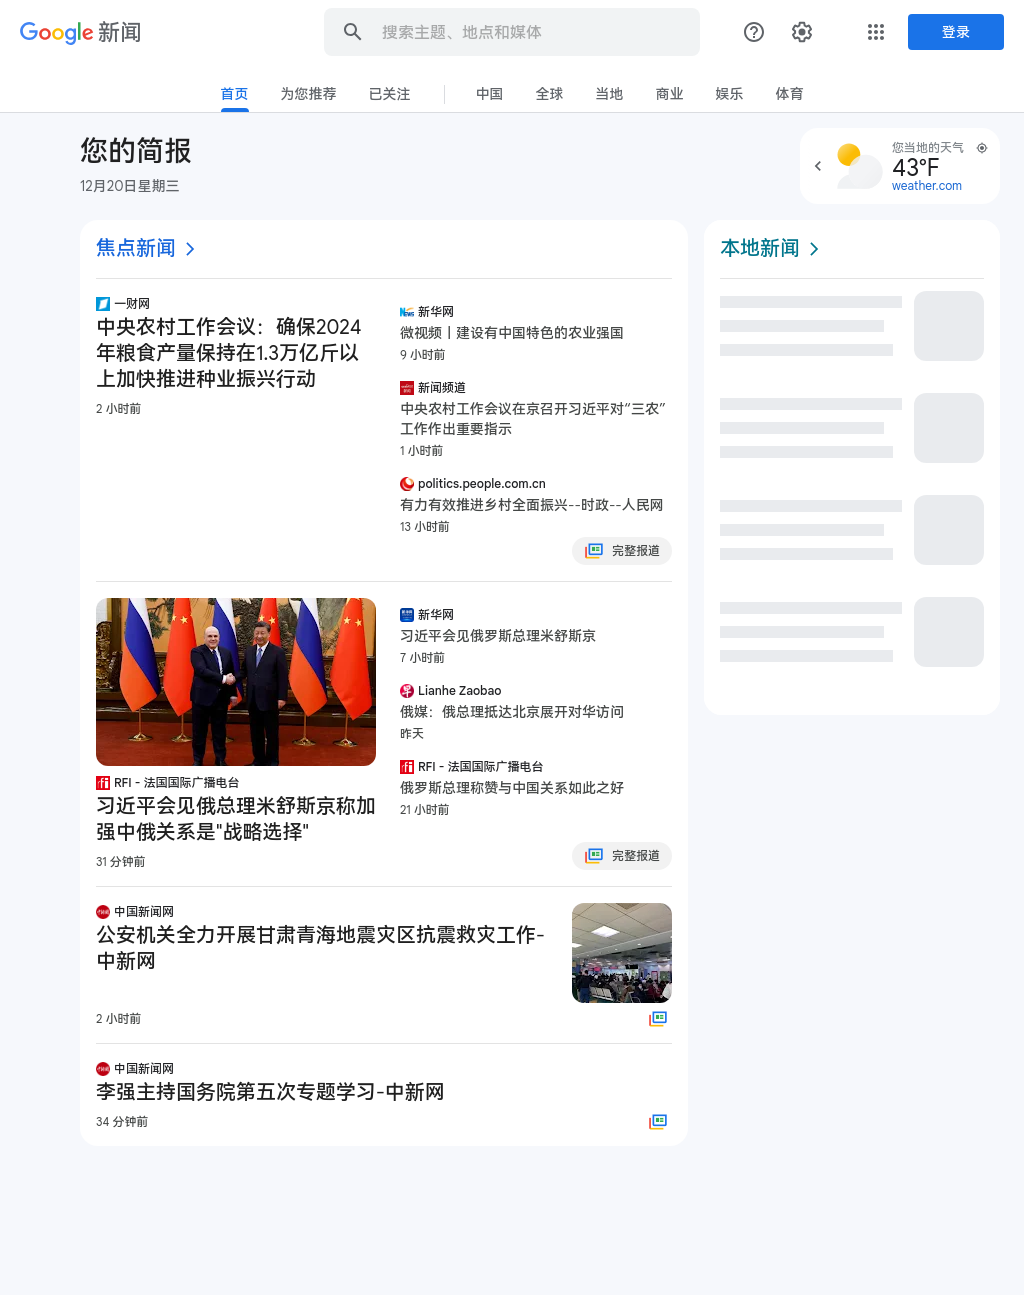 Google 新闻
搜索主题、地点和媒体
登录
首页
为您推荐
已关注
中国
全球
当地
商业
娱乐
体育
您的简报
12月20日星期三
您当地的天气
43°F
weather.com
焦点新闻
一财网
中央农村工作会议：确保2024
年粮食产量保持在1.3万亿斤以
上加快推进种业振兴行动
2 小时前
新华网
微视频丨建设有中国特色的农业强国
9 小时前
新闻频道
中央农村工作会议在京召开习近平对“三农”
工作作出重要指示
1 小时前
politics.people.com.cn
有力有效推进乡村全面振兴--时政--人民网
13 小时前
完整报道
RFI - 法国国际广播电台
习近平会见俄总理米舒斯京称加
强中俄关系是"战略选择"
31 分钟前
新华网
习近平会见俄罗斯总理米舒斯京
7 小时前
Lianhe Zaobao
俄媒：俄总理抵达北京展开对华访问
昨天
RFI - 法国国际广播电台
俄罗斯总理称赞与中国关系如此之好
21 小时前
完整报道
中国新闻网
公安机关全力开展甘肃青海地震灾区抗震救灾工作-
中新网
2 小时前
中国新闻网
李强主持国务院第五次专题学习-中新网
34 分钟前
本地新闻